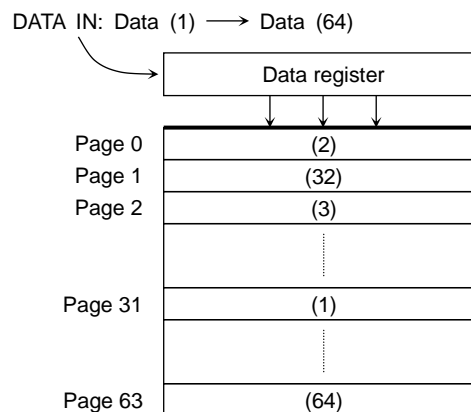 DATA IN: Data (1) ⟶ Data (64)
Data register
Page 0 (2)
Page 1 (32)
Page 2 (3)
Page 31 (1)
Page 63 (64)